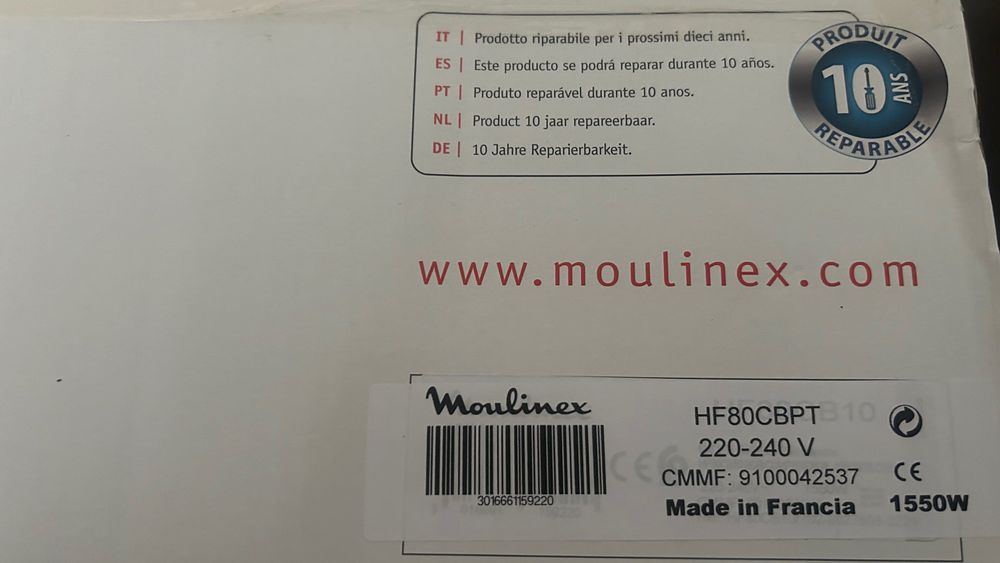 IT | Prodotto riparabile per i prossimi dieci anni.
ES | Este producto se podrá reparar durante 10 años.
PT | Produto reparável durante 10 anos.
NL | Product 10 jaar repareerbaar.
DE | 10 Jahre Reparierbarkeit.
PRODUIT
10 ANS
REPARABLE
www.moulinex.com
Moulinex
3016661159220
HF80CBPT
220-240 V
CMMF: 9100042537
CE
Made in Francia 1550W